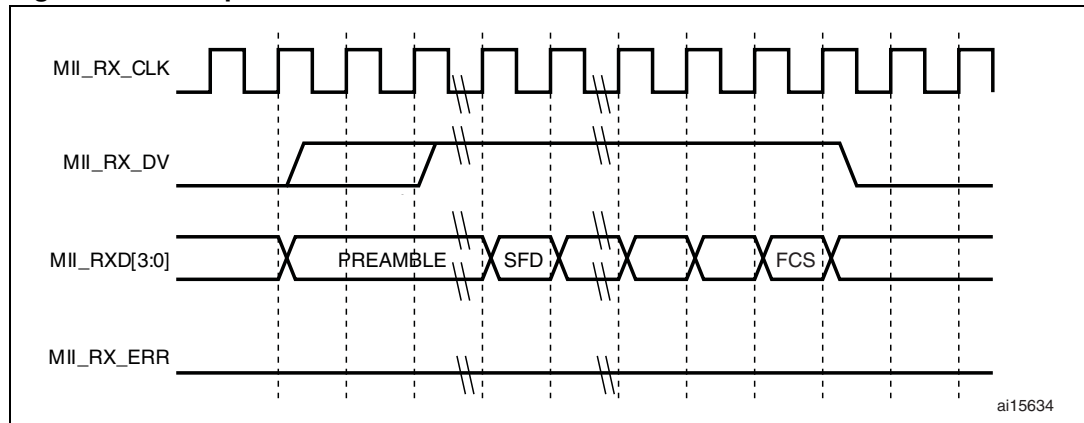 MII_RX_CLK
MII_RX_DV
MII_RXD[3:0]
PREAMBLE
SFD
FCS
MII_RX_ERR
ai15634